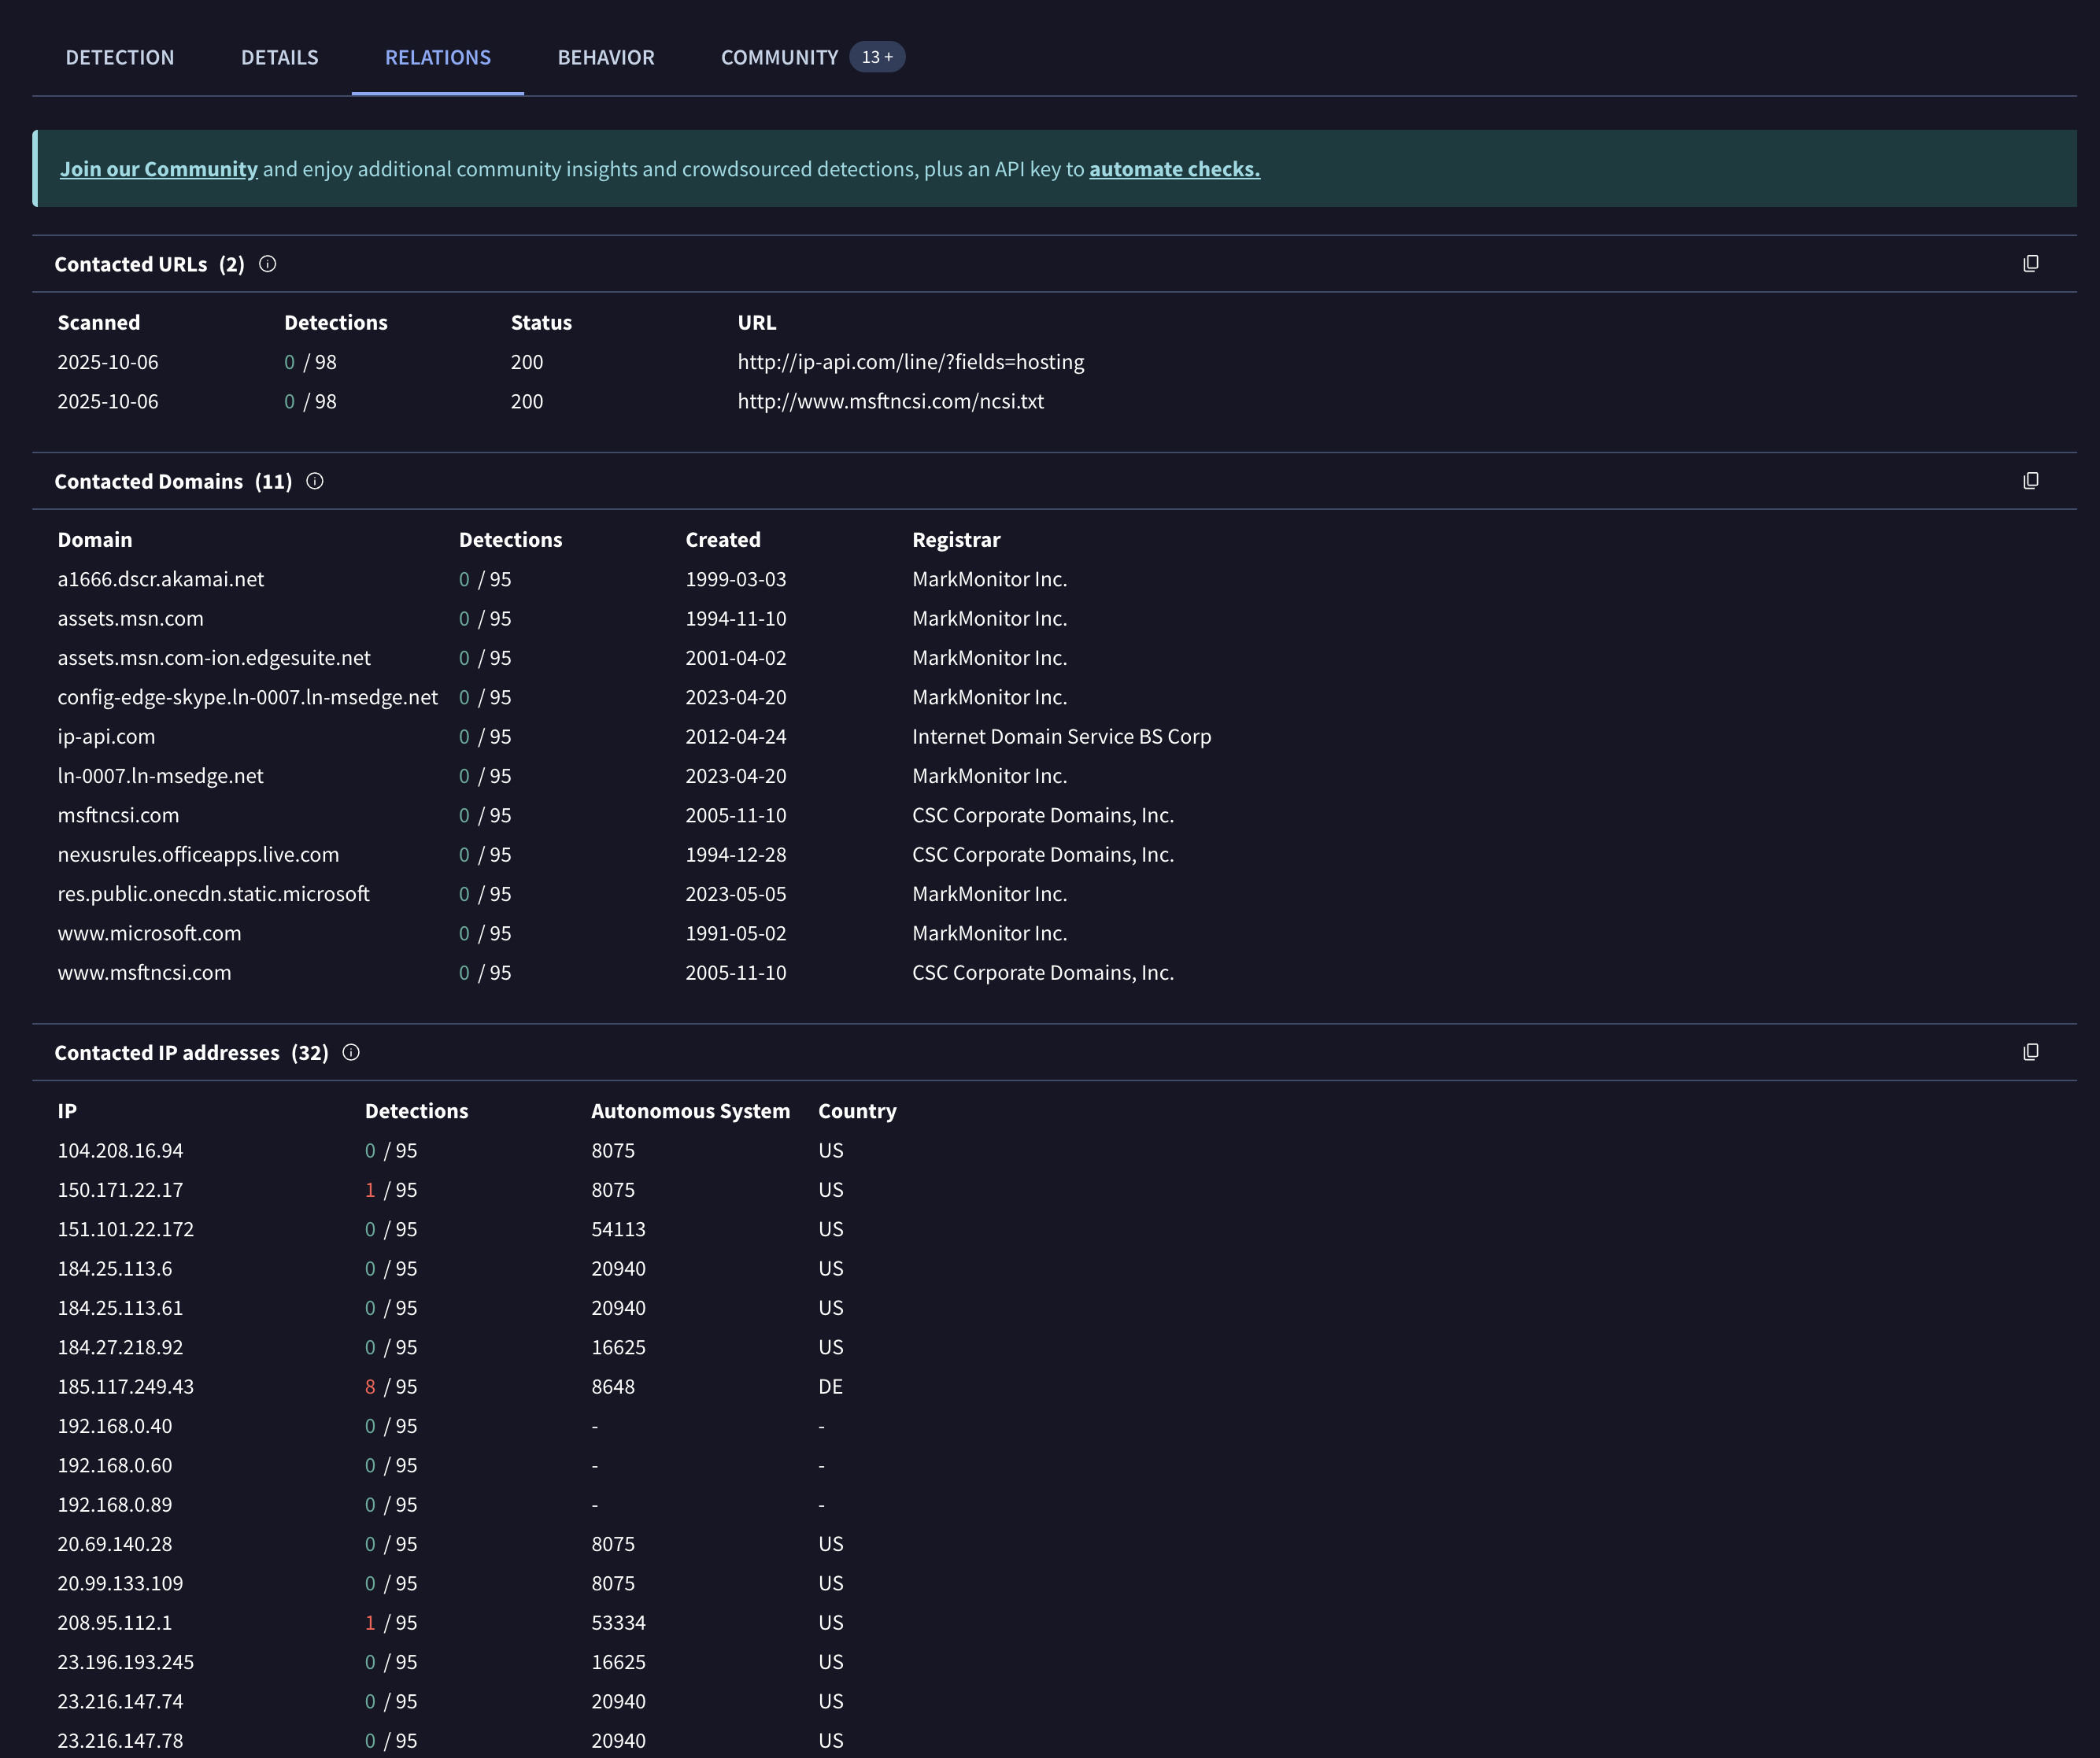 DETECTION DETAILS RELATIONS BEHAVIOR COMMUNITY 13 +
Join our Community and enjoy additional community insights and crowdsourced detections, plus an API key to automate checks.
Contacted URLs (2)
Scanned Detections Status URL
2025-10-06 0 / 98 200 http://ip-api.com/line/?fields=hosting
2025-10-06 0 / 98 200 http://www.msftncsi.com/ncsi.txt
Contacted Domains (11)
Domain Detections Created Registrar
a1666.dscr.akamai.net 0 / 95 1999-03-03 MarkMonitor Inc.
assets.msn.com 0 / 95 1994-11-10 MarkMonitor Inc.
assets.msn.com-ion.edgesuite.net 0 / 95 2001-04-02 MarkMonitor Inc.
config-edge-skype.ln-0007.ln-msedge.net 0 / 95 2023-04-20 MarkMonitor Inc.
ip-api.com 0 / 95 2012-04-24 Internet Domain Service BS Corp
ln-0007.ln-msedge.net 0 / 95 2023-04-20 MarkMonitor Inc.
msftncsi.com 0 / 95 2005-11-10 CSC Corporate Domains, Inc.
nexusrules.officeapps.live.com 0 / 95 1994-12-28 CSC Corporate Domains, Inc.
res.public.onecdn.static.microsoft 0 / 95 2023-05-05 MarkMonitor Inc.
www.microsoft.com 0 / 95 1991-05-02 MarkMonitor Inc.
www.msftncsi.com 0 / 95 2005-11-10 CSC Corporate Domains, Inc.
Contacted IP addresses (32)
IP Detections Autonomous System Country
104.208.16.94 0 / 95 8075 US
150.171.22.17 1 / 95 8075 US
151.101.22.172 0 / 95 54113 US
184.25.113.6 0 / 95 20940 US
184.25.113.61 0 / 95 20940 US
184.27.218.92 0 / 95 16625 US
185.117.249.43 8 / 95 8648 DE
192.168.0.40 0 / 95 - -
192.168.0.60 0 / 95 - -
192.168.0.89 0 / 95 - -
20.69.140.28 0 / 95 8075 US
20.99.133.109 0 / 95 8075 US
208.95.112.1 1 / 95 53334 US
23.196.193.245 0 / 95 16625 US
23.216.147.74 0 / 95 20940 US
23.216.147.78 0 / 95 20940 US